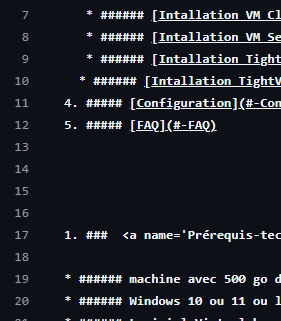 7 * ###### [Intallation VM Cl
8 * ###### [Intallation VM Se
9 * ###### [Intallation Tight
10 * ###### [Intallation TightV
11 4. ##### [Configuration](#-Con
12 5. ##### [FAQ](#-FAQ)
13
14
15
16
17 1. ### <a name='Prérequis-tec
18
19 * ###### machine avec 500 go d
20 * ###### Windows 10 ou 11 ou l